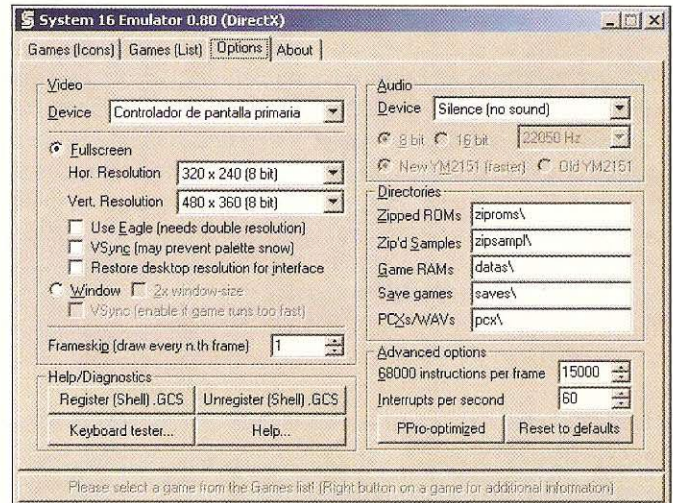 System 16 Emulator 0.80 (DirectX)
Games (Icons) Games (List) Options About
Video
Device Controlador de pantalla primaria
Fullscreen
Hor. Resolution 320 x 240 (8 bit)
Vert. Resolution 480 x 360 (8 bit)
Use Eagle (needs double resolution)
VSync (may prevent palette snow)
Restore desktop resolution for interface
Window 2x window-size
VSync (enable if game runs too fast)
Frameskip (draw every n.th frame) 1
Help/Diagnostics
Register (Shell) .GCS Unregister (Shell) .GCS
Keyboard tester... Help...
Audio
Device Silence (no sound)
8 bit 16 bit 22050 Hz
New YM2151 (faster) Old YM2151
Directories
Zipped ROMs ziproms\
Zip'd Samples zipsampl\
Game RAMs datas\
Save games saves\
PCXs/WAVs pcx\
Advanced options
68000 instructions per frame 15000
Interrupts per second 60
PPro-optimized Reset to defaults
Please select a game from the Games list! (Right button on a game for additional information)